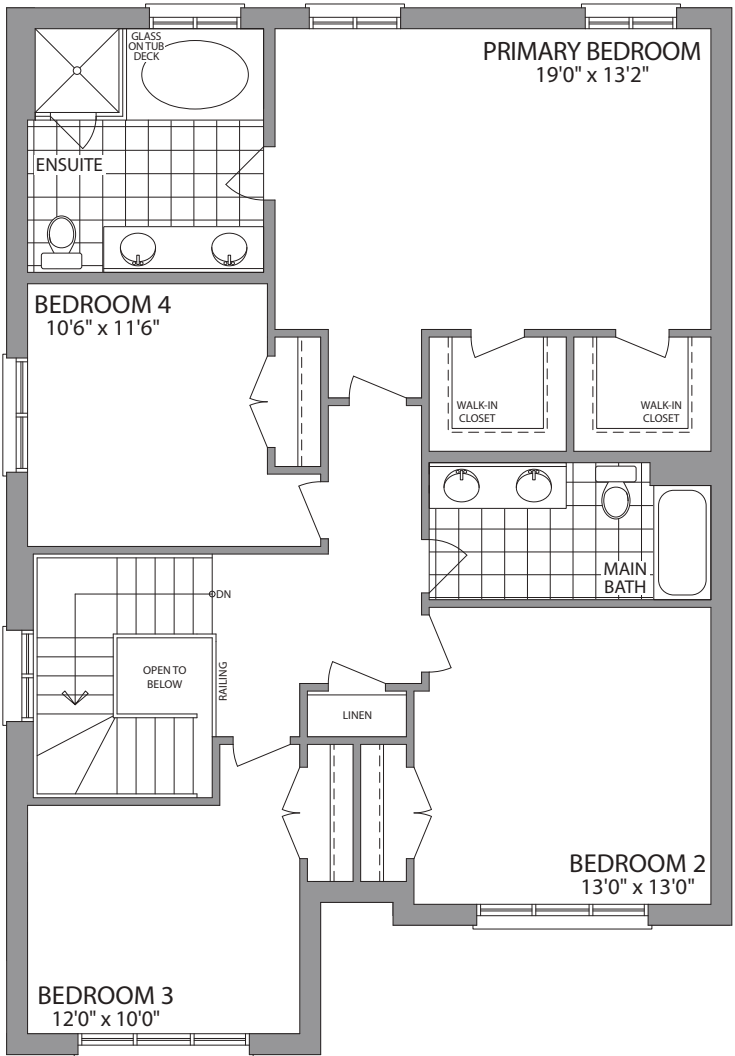 GLASS
ON TUB
DECK
PRIMARY BEDROOM
19'0" x 13'2"
ENSUITE
BEDROOM 4
10'6" x 11'6"
WALK-IN
CLOSET
WALK-IN
CLOSET
MAIN
BATH
DN
OPEN TO
BELOW
RAILING
LINEN
BEDROOM 2
13'0" x 13'0"
BEDROOM 3
12'0" x 10'0"